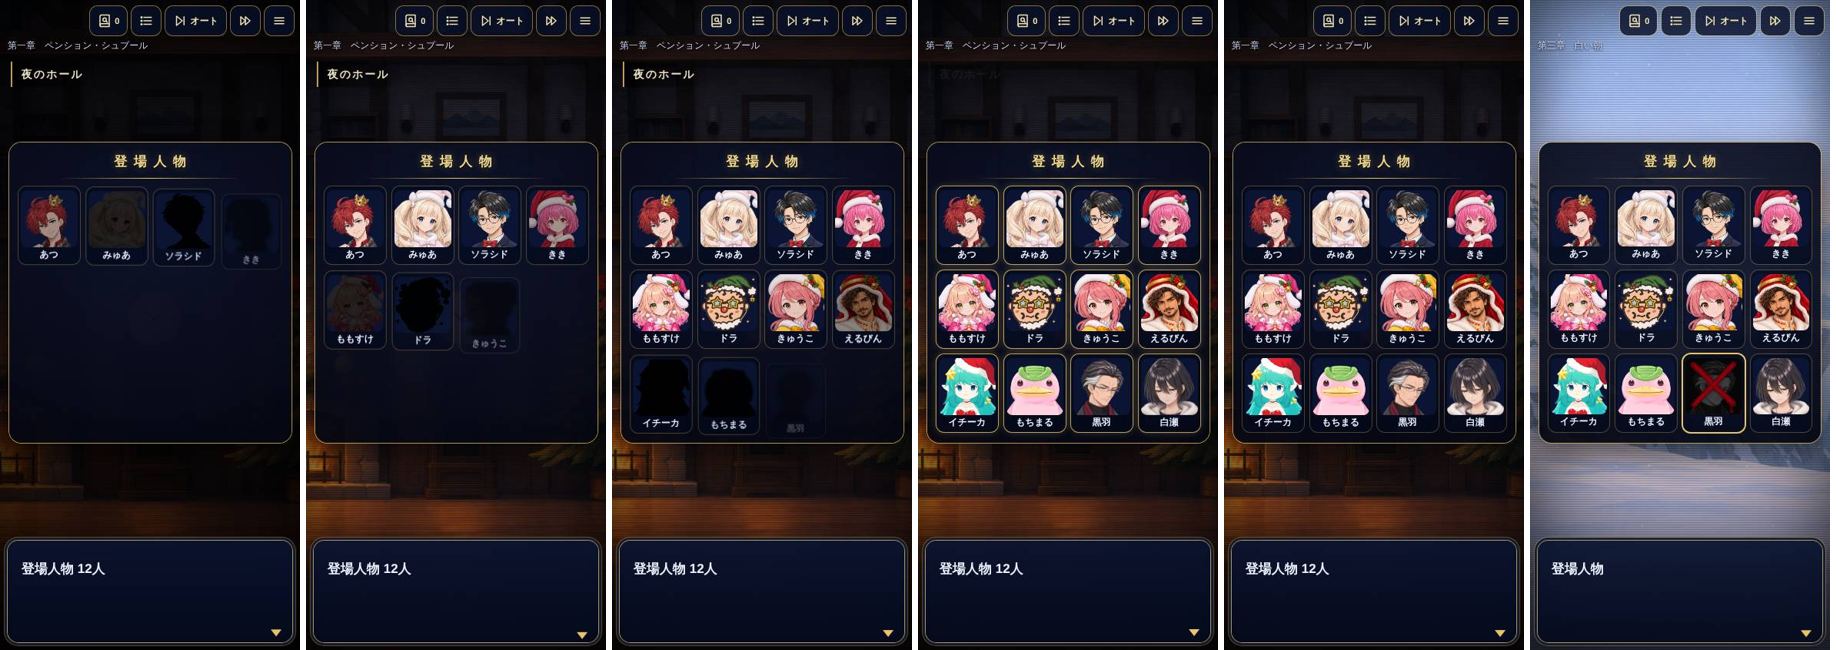 0 オート
第一章 ペンション・シュプール
夜のホール
登場人物
あつ みゅあ ソラシド きき
登場人物 12人
0 オート
第一章 ペンション・シュプール
夜のホール
登場人物
あつ みゅあ ソラシド きき
ももすけ ドラ きゅうこ
登場人物 12人
0 オート
第一章 ペンション・シュプール
夜のホール
登場人物
あつ みゅあ ソラシド きき
ももすけ ドラ きゅうこ えるぴん
イチーカ もちまる 黒羽
登場人物 12人
0 オート
第一章 ペンション・シュプール
夜のホール
登場人物
あつ みゅあ ソラシド きき
ももすけ ドラ きゅうこ えるぴん
イチーカ もちまる 黒羽 白瀬
登場人物 12人
0 オート
第一章 ペンション・シュプール
登場人物
あつ みゅあ ソラシド きき
ももすけ ドラ きゅうこ えるぴん
イチーカ もちまる 黒羽 白瀬
登場人物 12人
0 オート
第三章 白い物
登場人物
あつ みゅあ ソラシド きき
ももすけ ドラ きゅうこ えるぴん
イチーカ もちまる 黒羽 白瀬
登場人物